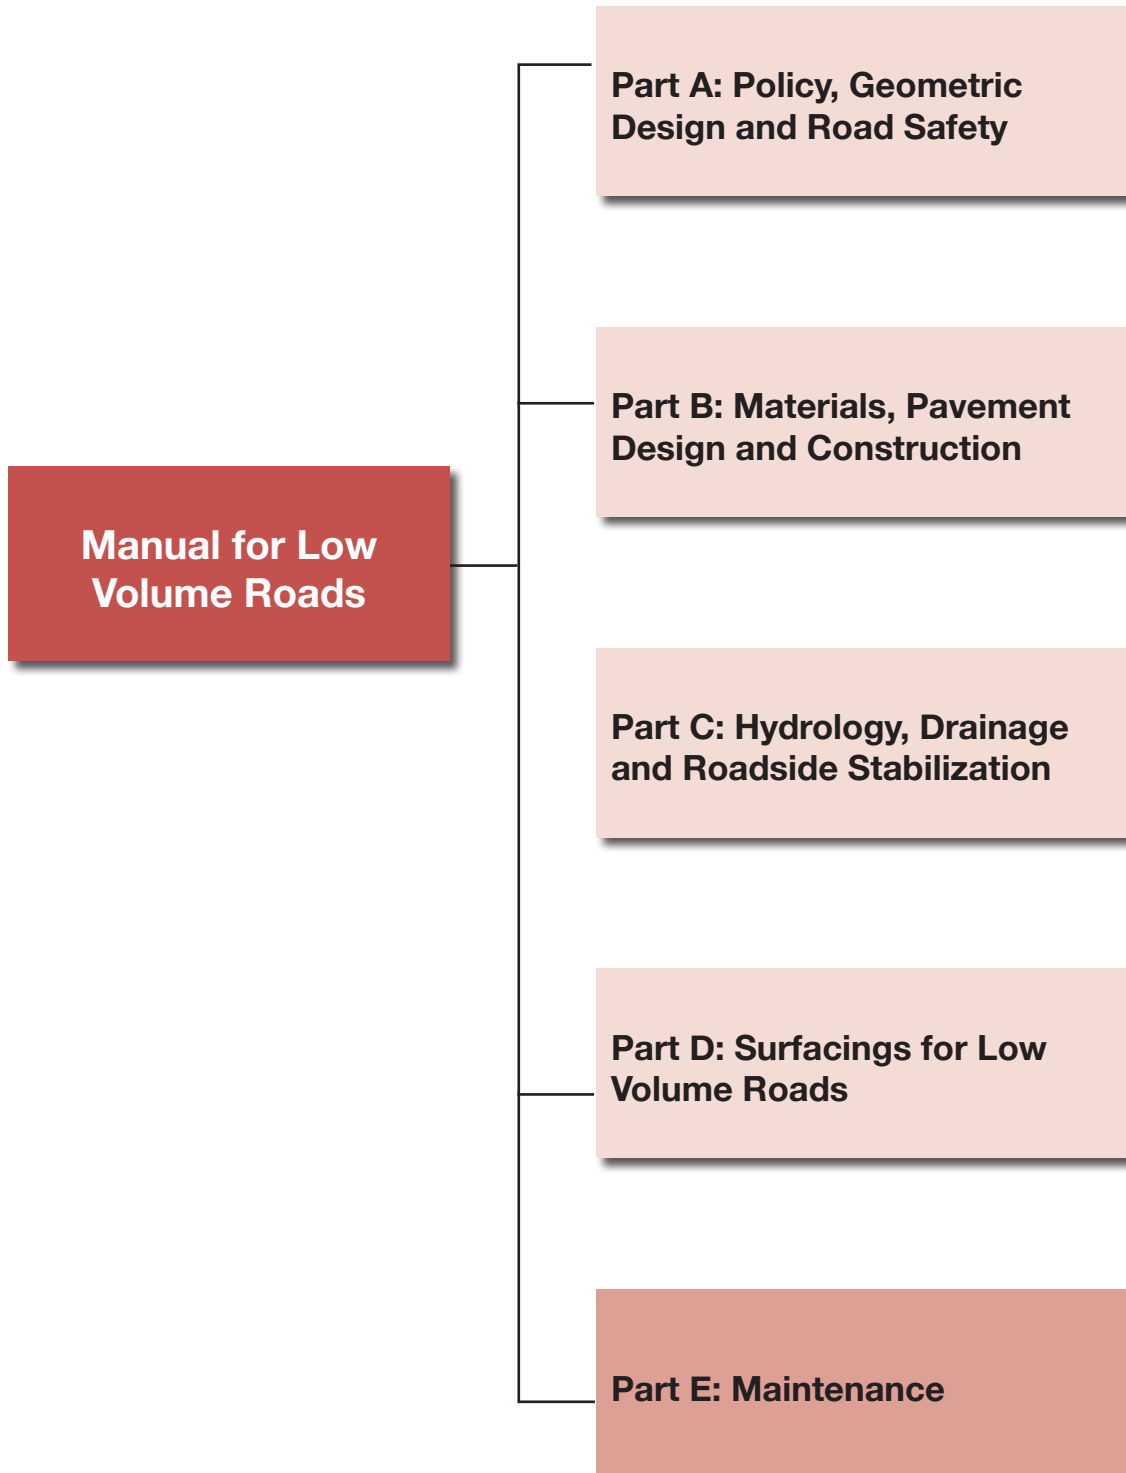 Part A: Policy, Geometric
Design and Road Safety
Part B: Materials, Pavement
Design and Construction
Manual for Low
Volume Roads
Part C: Hydrology, Drainage
and Roadside Stabilization
Part D: Surfacings for Low
Volume Roads
Part E: Maintenance